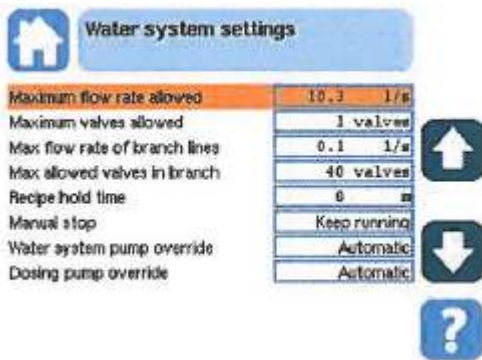 Water system settings
Maximum flow rate allowed 10.3 l/s
Maximum valves allowed 1 valves
Max flow rate of branch lines 0.1 l/s
Max allowed valves in branch 40 valves
Recipe hold time 0 m
Manual stop Keep running
Water system pump override Automatic
Dosing pump override Automatic
?